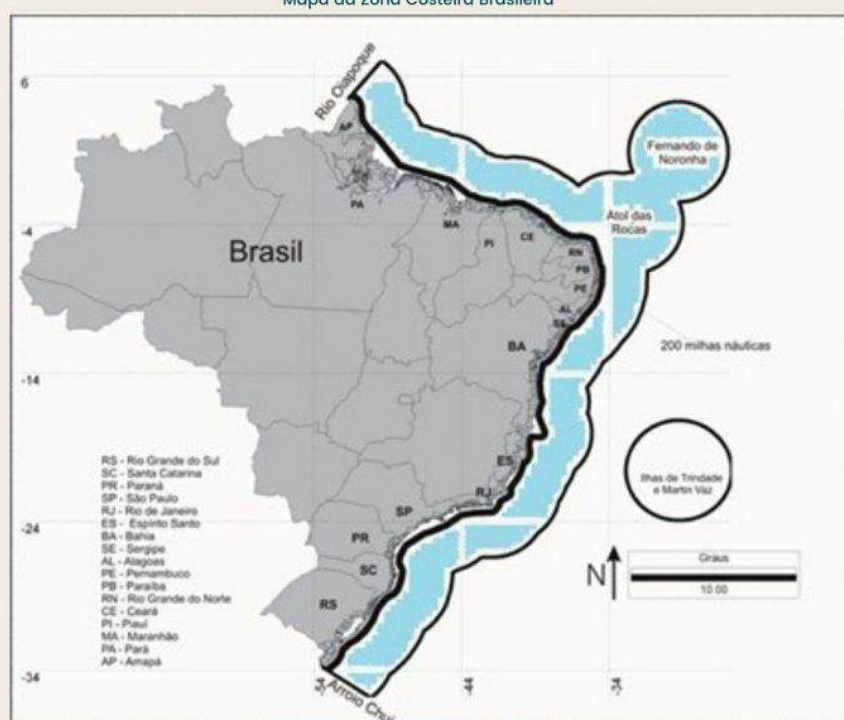 Mapa da Zona Costeira Brasileira
6
-4
-14
-24
-34
Rio Oiapoque
AP
PA
MA
PI
CE
RN
PB
PE
AL
SE
BA
ES
RJ
SP
PR
SC
RS
Brasil
Fernando de
Noronha
Atol das
Rocas
200 milhas náuticas
Ilhas de Trindade
e Martin Vaz
RS - Rio Grande do Sul
SC - Santa Catarina
PR - Paraná
SP - São Paulo
RJ - Rio de Janeiro
ES - Espírito Santo
BA - Bahia
SE - Sergipe
AL - Alagoas
PE - Pernambuco
PB - Paraíba
RN - Rio Grande do Norte
CE - Ceará
PI - Piauí
MA - Maranhão
PA - Pará
AP - Amapá
N
Graus
10.00
Arroio Chuí
-44
-34